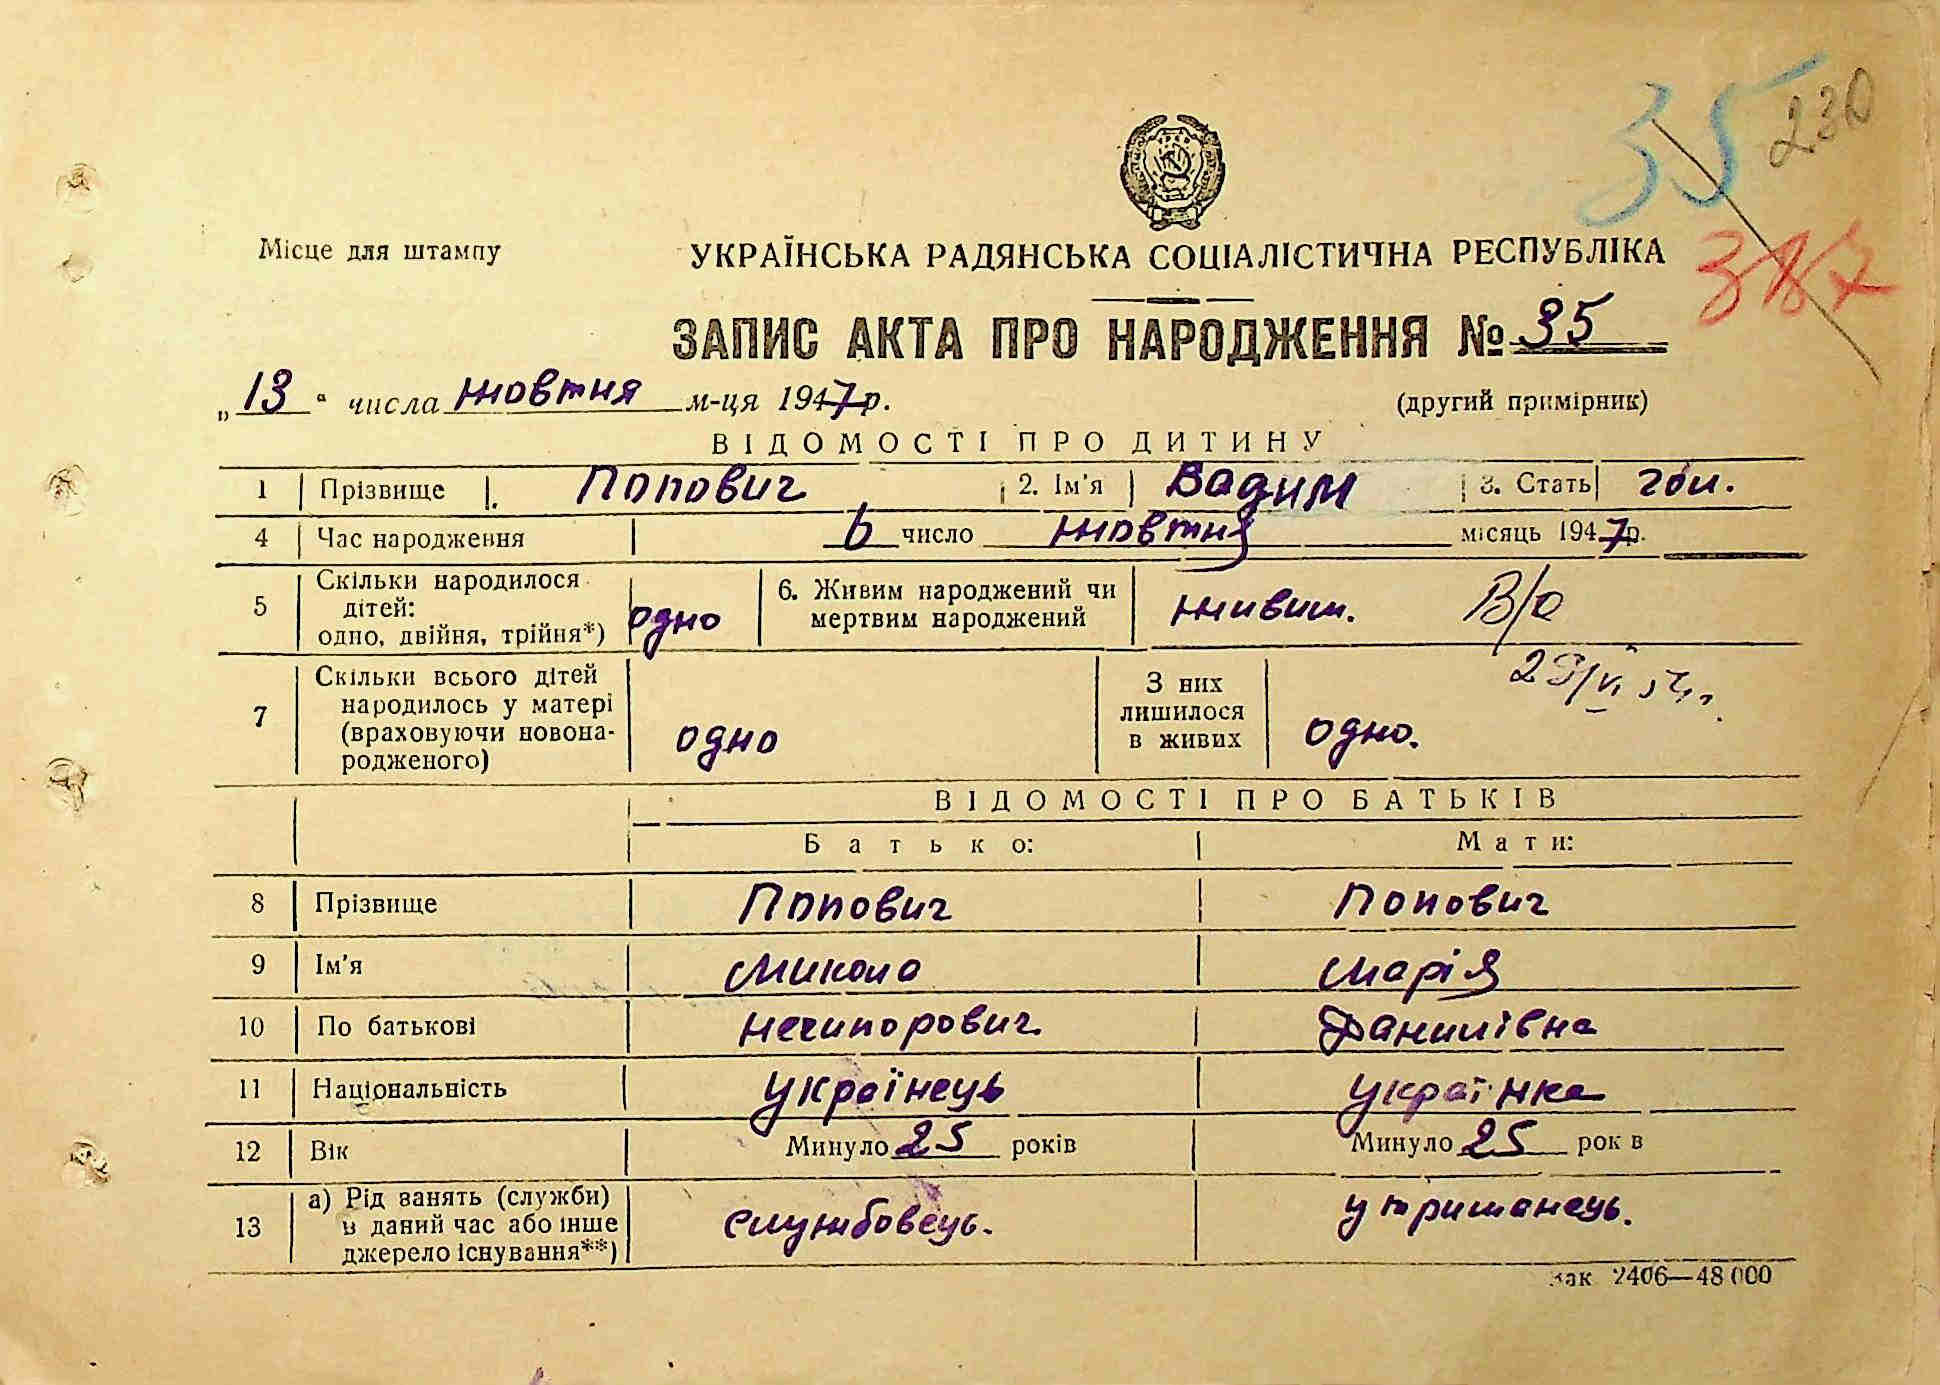 35 230
Місце для штампу
УКРАЇНСЬКА РАДЯНСЬКА СОЦІАЛІСТИЧНА РЕСПУБЛІКА
387
ЗАПИС АКТА ПРО НАРОДЖЕННЯ № 35
„ 13 “ числа жовтня м-ця 1947 р.
(другий примірник)
ВІДОМОСТІ ПРО ДИТИНУ
1 Прізвище Попович 2. Ім'я Вадим 3. Стать
4 Час народження 6 число жовтня місяць 1947 р.
5 Скільки народилося дітей: одно, двійня, трійня*) одно 6. Живим народжений чи мертвим народжений живим. В/о
7 Скільки всього дітей народилось у матері (враховуючи новонародженого) одно З них лишилося в живих одно.
ВІДОМОСТІ ПРО БАТЬКІВ
Батько: Мати:
8 Прізвище Попович Попович
9 Ім'я Микола Марія
10 По батькові Нечипорович Данилівна
11 Національність Українець Українка
12 Вік Минуло 25 років Минуло 25 рок в
13 а) Рід занять (служби) в даний час або інше джерело існування**) службовець. утриманець.
зак 2406—48 000